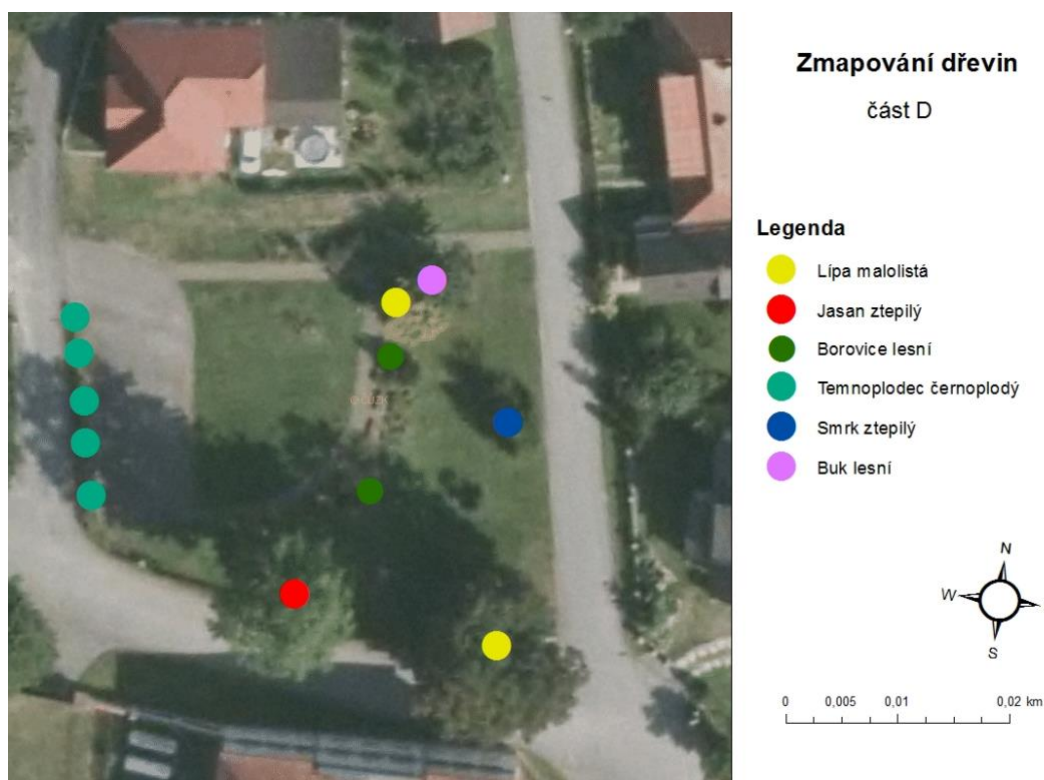 Zmapování dřevin
část D
Legenda
Lípa malolistá
Jasan ztepilý
Borovice lesní
Temnoplodec černoplodý
Smrk ztepilý
Buk lesní
N
W
S
0 0,005 0,01 0,02 km